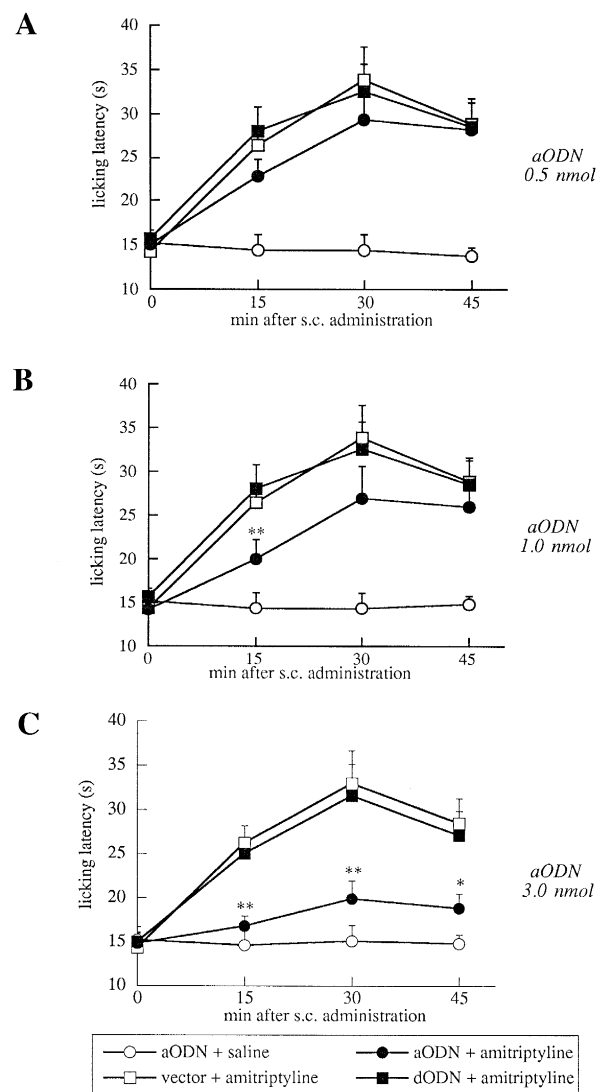 A
licking latency (s)
40
35
30
25
20
15
10
0
15
30
45
min after s.c. administration
aODN
0.5 nmol
B
licking latency (s)
40
35
30
25
20
15
10
**
0
15
30
45
min after s.c. administration
aODN
1.0 nmol
C
licking latency (s)
40
35
30
25
20
15
10
**
**
*
0
15
30
45
min after s.c. administration
aODN
3.0 nmol
aODN + saline
aODN + amitriptyline
vector + amitriptyline
dODN + amitriptyline